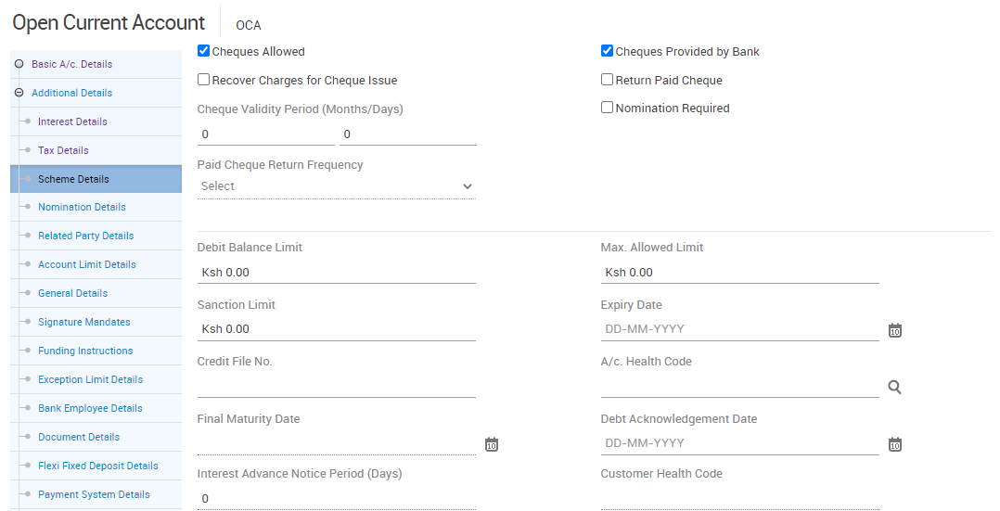 Open Current Account
OCA
Basic A/c. Details
Additional Details
Interest Details
Tax Details
Scheme Details
Nomination Details
Related Party Details
Account Limit Details
General Details
Signature Mandates
Funding Instructions
Exception Limit Details
Bank Employee Details
Document Details
Flexi Fixed Deposit Details
Payment System Details
Cheques Allowed
Cheques Provided by Bank
Recover Charges for Cheque Issue
Return Paid Cheque
Cheque Validity Period (Months/Days)
Nomination Required
0 0
Paid Cheque Return Frequency
Select
Debit Balance Limit
Max. Allowed Limit
Ksh 0.00
Ksh 0.00
Sanction Limit
Expiry Date
Ksh 0.00
DD-MM-YYYY
10
Credit File No.
A/c. Health Code
Final Maturity Date
Debt Acknowledgement Date
10
DD-MM-YYYY
10
Interest Advance Notice Period (Days)
Customer Health Code
0